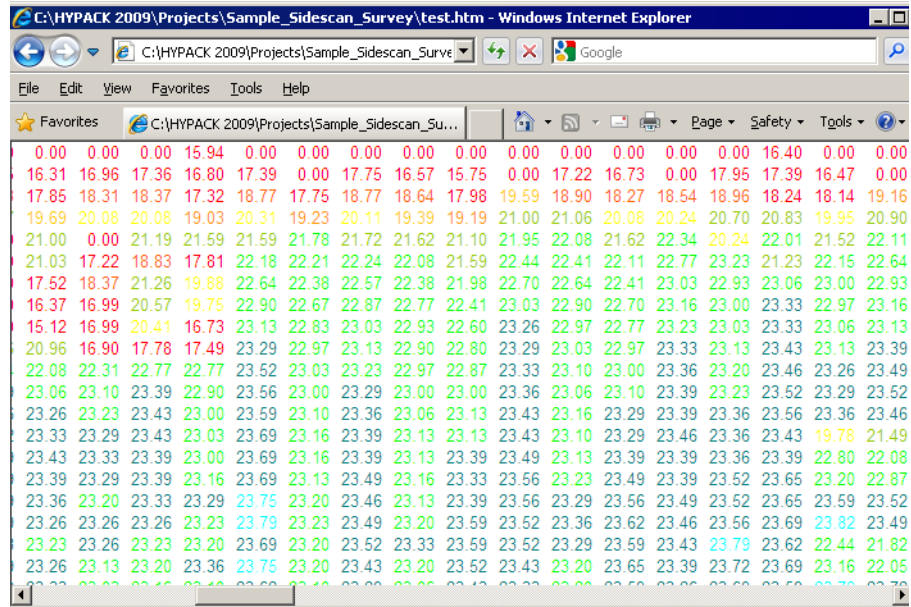 C:\HYPACK 2009\Projects\Sample_Sidescan_Survey\test.htm - Windows Internet Explorer
C:\HYPACK 2009\Projects\Sample_Sidescan_Surve Google
File Edit View Favorites Tools Help
Favorites C:\HYPACK 2009\Projects\Sample_Sidescan_Su... Page Safety Tools
0.00 0.00 0.00 15.94 0.00 0.00 0.00 0.00 0.00 0.00 0.00 0.00 0.00 0.00 16.40 0.00 0.00
16.31 16.96 17.36 16.80 17.39 0.00 17.75 16.57 15.75 0.00 17.22 16.73 0.00 17.95 17.39 16.47 0.00
17.85 18.31 18.37 17.32 18.77 17.75 18.77 18.64 17.98 19.59 18.90 18.27 18.54 18.96 18.24 18.14 19.16
19.69 20.08 20.08 19.03 20.31 19.23 20.11 19.39 19.19 21.00 21.06 20.08 20.24 20.70 20.83 19.95 20.90
21.00 0.00 21.19 21.59 21.59 21.78 21.72 21.62 21.10 21.95 22.08 21.62 22.34 20.24 22.01 21.52 22.11
21.03 17.22 18.83 17.81 22.18 22.21 22.24 22.08 21.59 22.44 22.41 22.11 22.77 23.23 21.23 22.15 22.64
17.52 18.37 21.26 19.88 22.64 22.38 22.57 22.38 21.98 22.70 22.64 22.41 23.03 22.93 23.06 23.00 22.93
16.37 16.99 20.57 19.75 22.90 22.67 22.87 22.77 22.41 23.03 22.90 22.70 23.16 23.00 23.33 22.97 23.16
15.12 16.99 20.41 16.73 23.13 22.83 23.03 22.93 22.60 23.26 22.97 22.77 23.23 23.03 23.33 23.06 23.13
20.96 16.90 17.78 17.49 23.29 22.97 23.13 22.90 22.80 23.29 23.03 22.97 23.33 23.13 23.43 23.13 23.39
22.08 22.31 22.77 22.77 23.52 23.03 23.23 22.97 22.87 23.33 23.10 23.00 23.36 23.20 23.46 23.26 23.49
23.06 23.10 23.39 22.90 23.56 23.00 23.29 23.00 23.00 23.36 23.06 23.10 23.39 23.23 23.52 23.29 23.52
23.26 23.23 23.43 23.00 23.59 23.10 23.36 23.06 23.13 23.43 23.16 23.29 23.39 23.36 23.56 23.36 23.46
23.33 23.29 23.43 23.03 23.69 23.16 23.39 23.13 23.13 23.43 23.10 23.29 23.46 23.36 23.43 19.78 21.49
23.43 23.33 23.39 23.00 23.69 23.16 23.39 23.13 23.39 23.49 23.13 23.39 23.39 23.36 23.39 22.80 22.08
23.39 23.29 23.39 23.16 23.69 23.13 23.49 23.16 23.33 23.56 23.23 23.49 23.39 23.52 23.65 23.20 22.87
23.36 23.20 23.33 23.29 23.75 23.20 23.46 23.13 23.39 23.56 23.29 23.56 23.49 23.52 23.65 23.59 23.52
23.26 23.26 23.26 23.23 23.79 23.23 23.49 23.20 23.59 23.52 23.36 23.62 23.46 23.56 23.69 23.82 23.49
23.23 23.26 23.23 23.20 23.69 23.20 23.52 23.33 23.59 23.52 23.29 23.59 23.43 23.79 23.62 22.44 21.82
23.26 23.13 23.20 23.36 23.75 23.20 23.43 23.20 23.52 23.43 23.20 23.65 23.39 23.72 23.69 23.16 22.05